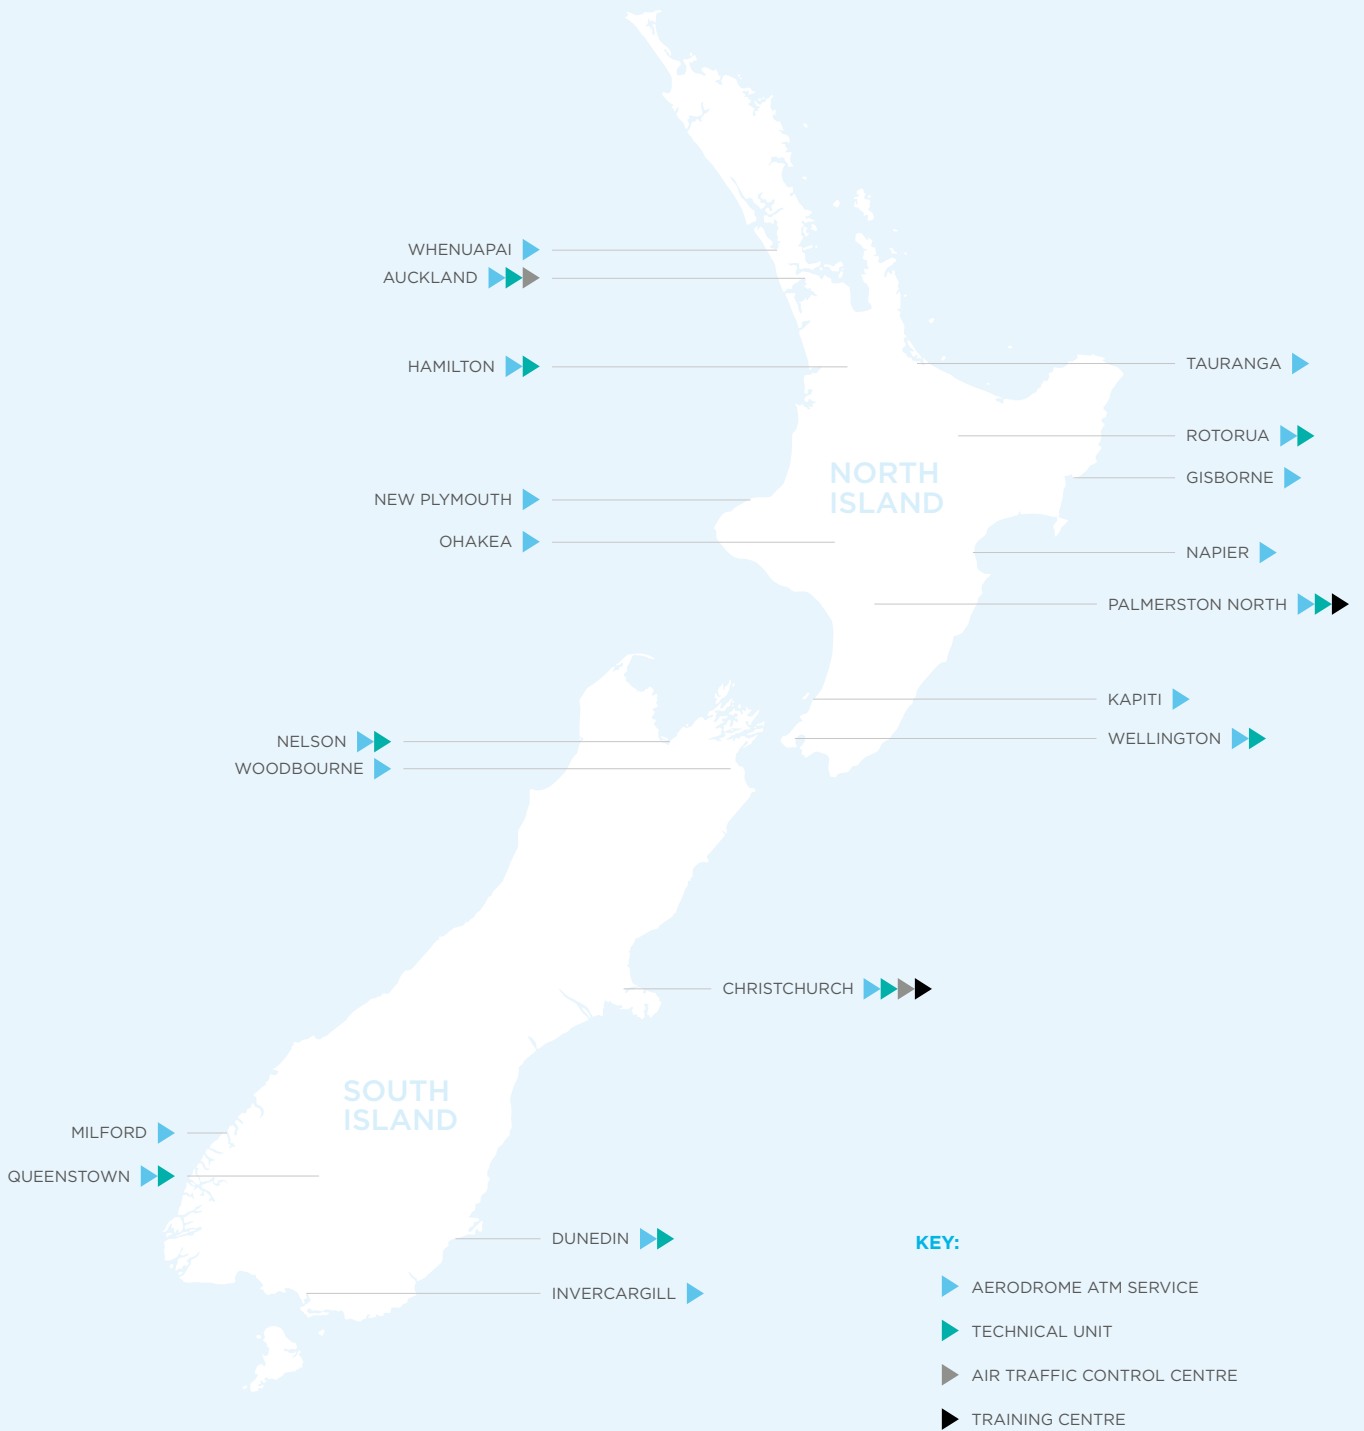 WHENUAPAI
AUCKLAND
HAMILTON
TAURANGA
ROTORUA
NORTH
ISLAND
GISBORNE
NEW PLYMOUTH
OHAKEA
NAPIER
PALMERSTON NORTH
KAPITI
WELLINGTON
NELSON
WOODBOURNE
CHRISTCHURCH
SOUTH
ISLAND
MILFORD
QUEENSTOWN
DUNEDIN
INVERCARGILL
KEY:
AERODROME ATM SERVICE
TECHNICAL UNIT
AIR TRAFFIC CONTROL CENTRE
TRAINING CENTRE